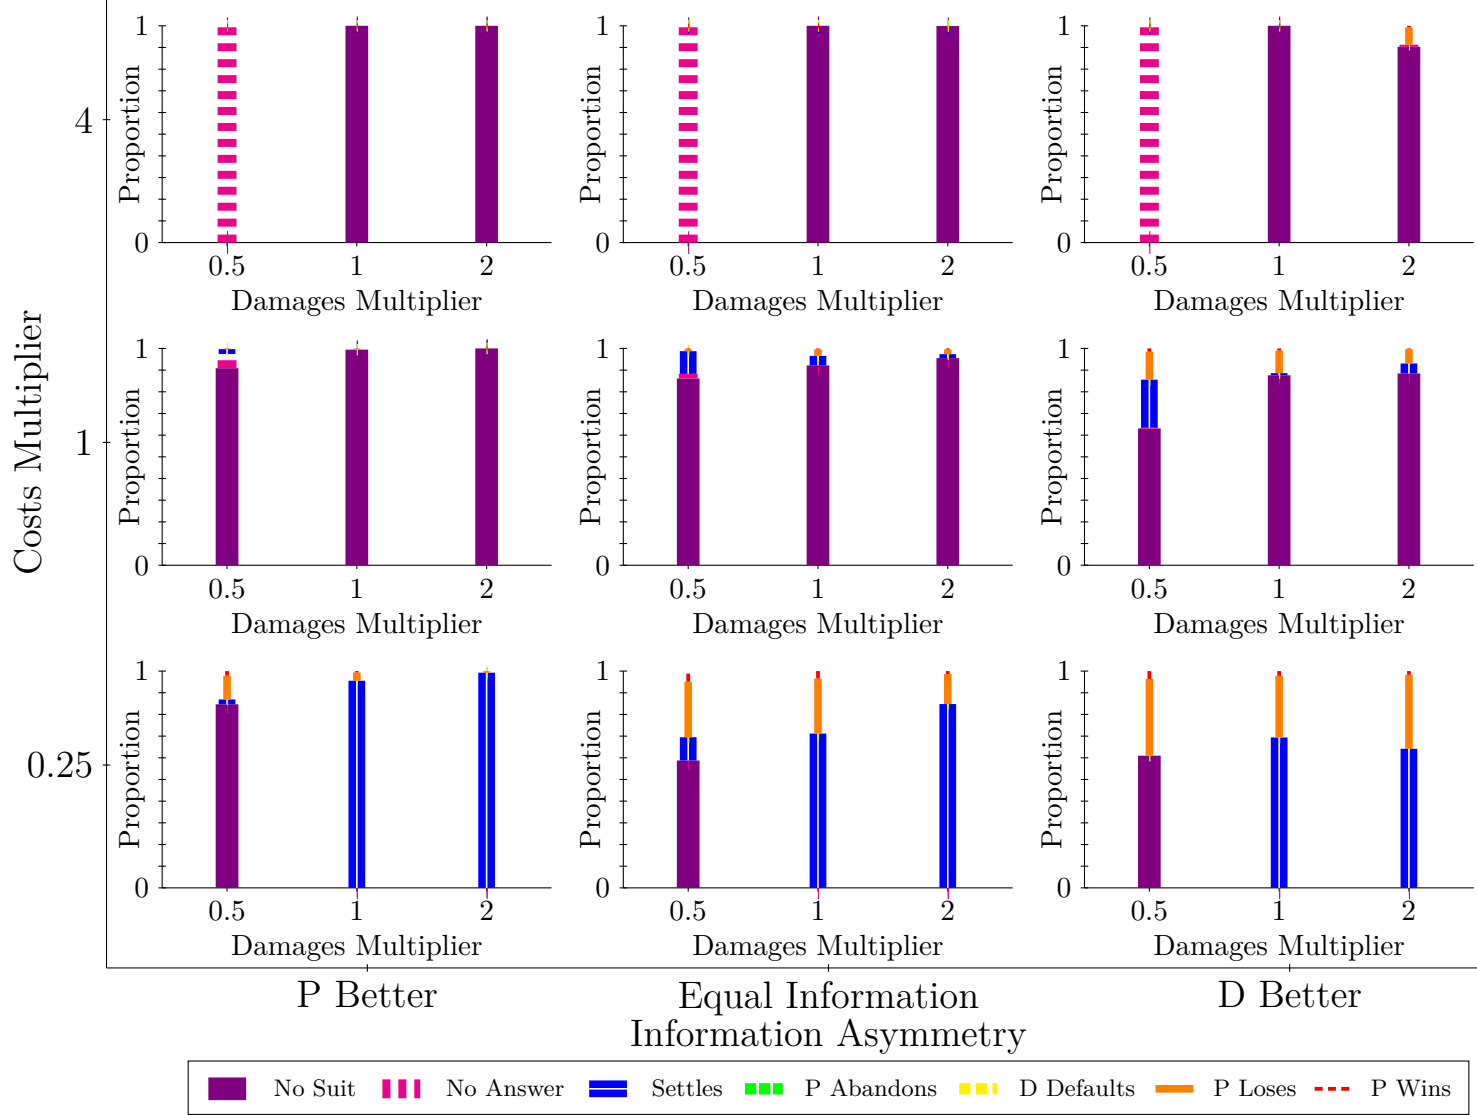 1
0
Proportion
0.5 1 2
Damages Multiplier
1
0
Proportion
0.5 1 2
Damages Multiplier
1
0
Proportion
0.5 1 2
Damages Multiplier
4
1
0
Proportion
0.5 1 2
Damages Multiplier
1
0
Proportion
0.5 1 2
Damages Multiplier
1
0
Proportion
0.5 1 2
Damages Multiplier
1
Costs Multiplier
1
0
Proportion
0.5 1 2
Damages Multiplier
1
0
Proportion
0.5 1 2
Damages Multiplier
1
0
Proportion
0.5 1 2
Damages Multiplier
0.25
P Better
Equal Information
D Better
Information Asymmetry
No Suit No Answer Settles P Abandons D Defaults P Loses P Wins